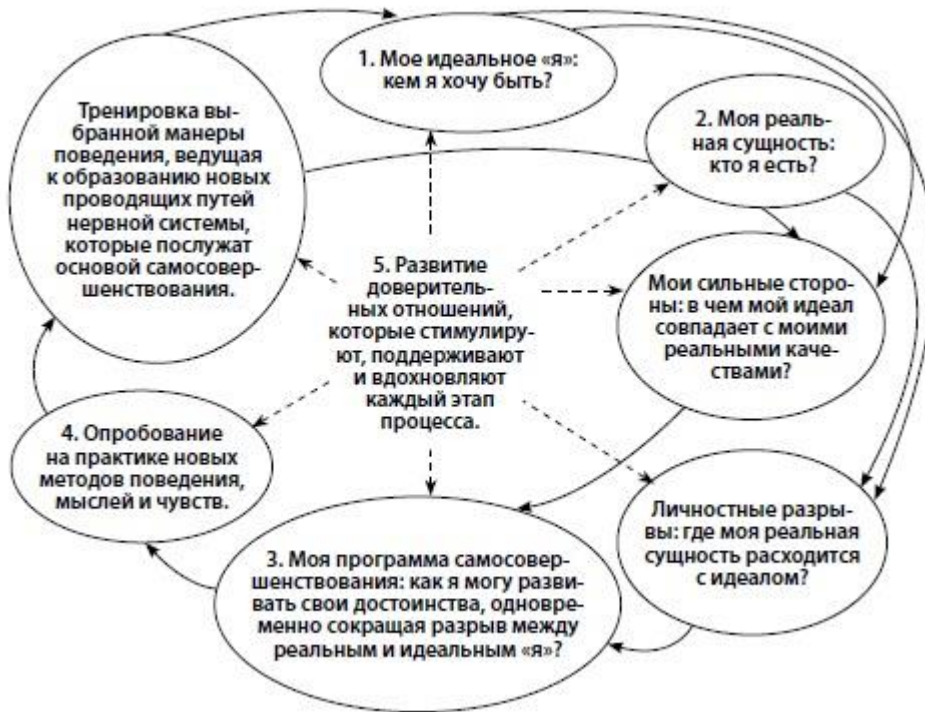 1. Мое идеальное «я»:
кем я хочу быть?
2. Моя реаль-
ная сущность:
кто я есть?
Мои сильные сторо-
ны: в чем мой идеал
совпадает с моими
реальными каче-
ствами?
Личностные разры-
вы: где моя реальная
сущность расходится
с идеалом?
3. Моя программа самосовер-
шенствования: как я могу разви-
вать свои достоинства, одновре-
менно сокращая разрыв между
реальным и идеальным «я»?
4. Опробование
на практике новых
методов поведения,
мыслей и чувств.
Тренировка вы-
бранной манеры
поведения, ведущая
к образованию новых
проводящих путей
нервной системы,
которые послужат
основой самосовер-
шенствования.
5. Развитие
доверитель-
ных отношений,
которые стимулиру-
ют, поддерживают
и вдохновляют
каждый этап
процесса.